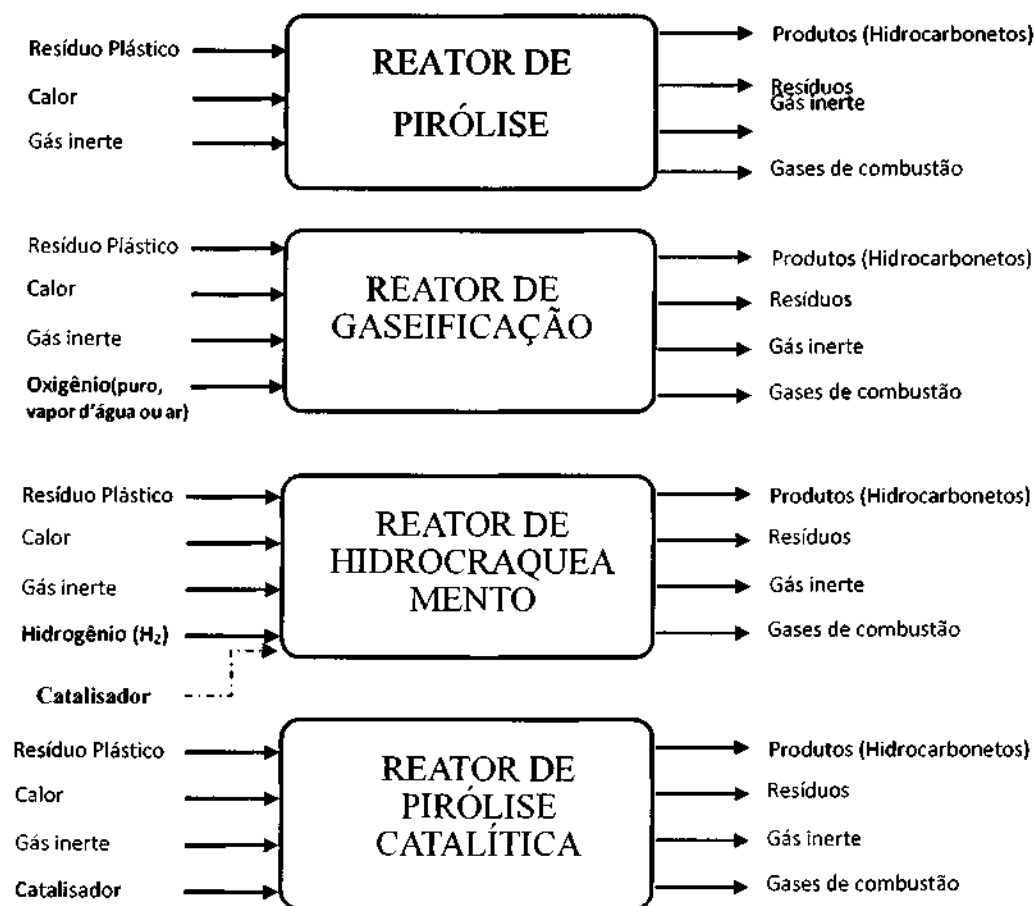 Resíduo Plástico
Calor
Gás inerte
REATOR DE
PIRÓLISE
Produtos (Hidrocarbonetos)
Resíduos
Gás inerte
Gases de combustão
Resíduo Plástico
Calor
Gás inerte
Oxigênio(puro,
vapor d'água ou ar)
REATOR DE
GASEIFICAÇÃO
Produtos (Hidrocarbonetos)
Resíduos
Gás inerte
Gases de combustão
Resíduo Plástico
Calor
Gás inerte
Hidrogênio (H₂)
Catalisador
REATOR DE
HIDROCRAQUEA
MENTO
Produtos (Hidrocarbonetos)
Resíduos
Gás inerte
Gases de combustão
Resíduo Plástico
Calor
Gás inerte
Catalisador
REATOR DE
PIRÓLISE
CATALÍTICA
Produtos (Hidrocarbonetos)
Resíduos
Gás inerte
Gases de combustão